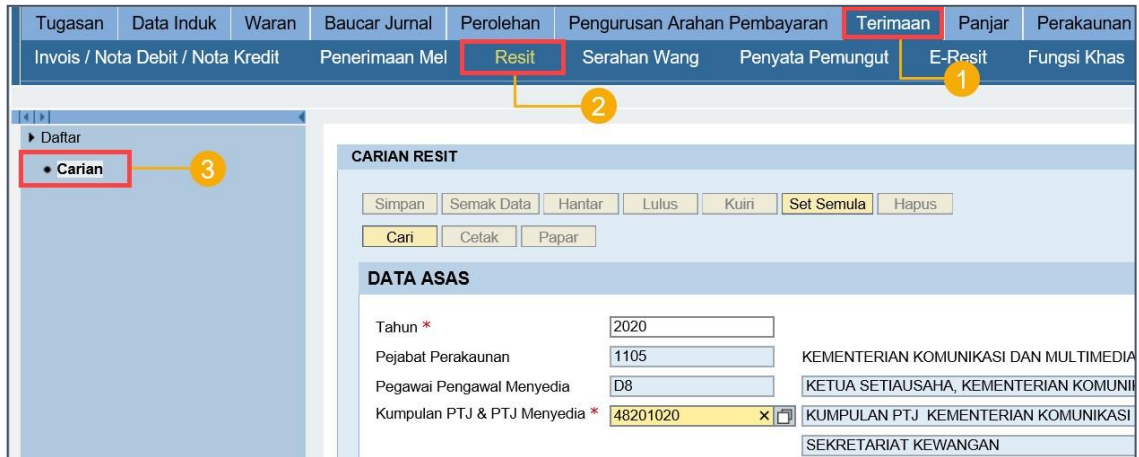 Tugasan Data Induk Waran Baucar Jurnal Perolehan Pengurusan Arahan Pembayaran Terimaan Panjar Perakaunan
Invois / Nota Debit / Nota Kredit Penerimaan Mel Resit Serahan Wang Penyata Pemungut E-Resit Fungsi Khas
1
2
Daftar
Carian
3
CARIAN RESIT
Simpan Semak Data Hantar Lulus Kuiri Set Semula Hapus
Cari Cetak Papar
DATA ASAS
Tahun * 2020
Pejabat Perakaunan 1105 KEMENTERIAN KOMUNIKASI DAN MULTIMEDIA
Pegawai Pengawal Menyedia D8 KETUA SETIAUSAHA, KEMENTERIAN KOMUNI
Kumpulan PTJ & PTJ Menyedia * 48201020 KUMPULAN PTJ KEMENTERIAN KOMUNIKASI
SEKRETARIAT KEWANGAN